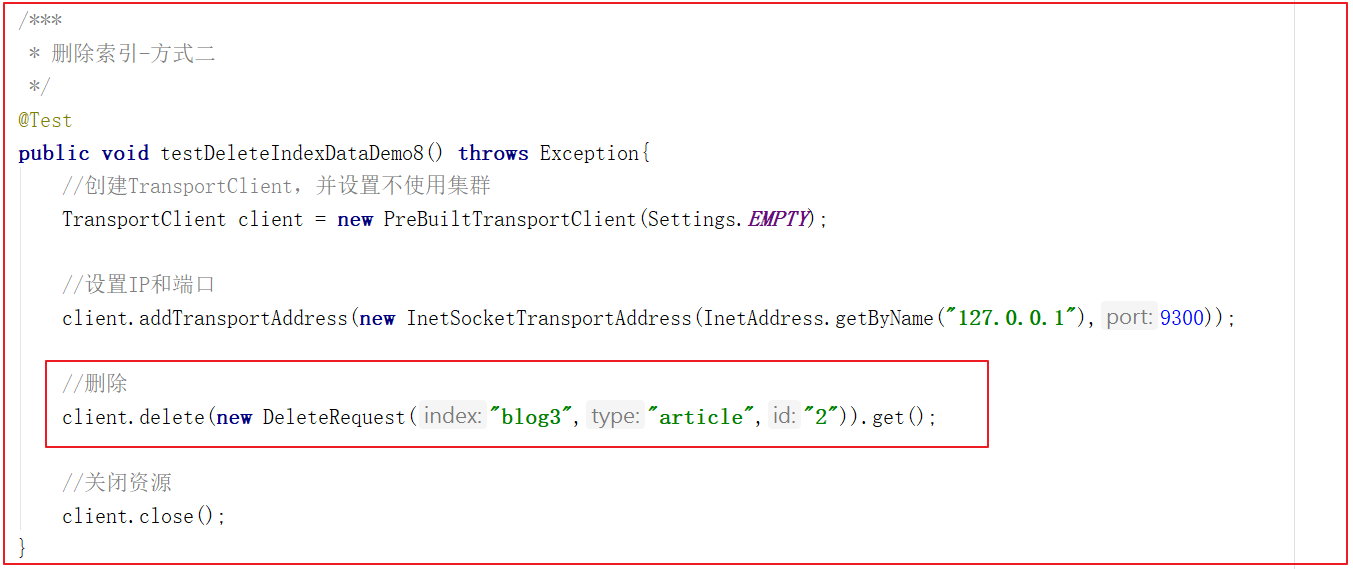 /***
 * 删除索引-方式二
 */
@Test
public void testDeleteIndexDataDemo8() throws Exception{
    //创建TransportClient，并设置不使用集群
    TransportClient client = new PreBuiltTransportClient(Settings.EMPTY);
    //设置IP和端口
    client.addTransportAddress(new InetSocketTransportAddress(InetAddress.getByName("127.0.0.1"), port: 9300));
    //删除
    client.delete(new DeleteRequest( index: "blog3", type: "article", id: "2")).get();
    //关闭资源
    client.close();
}